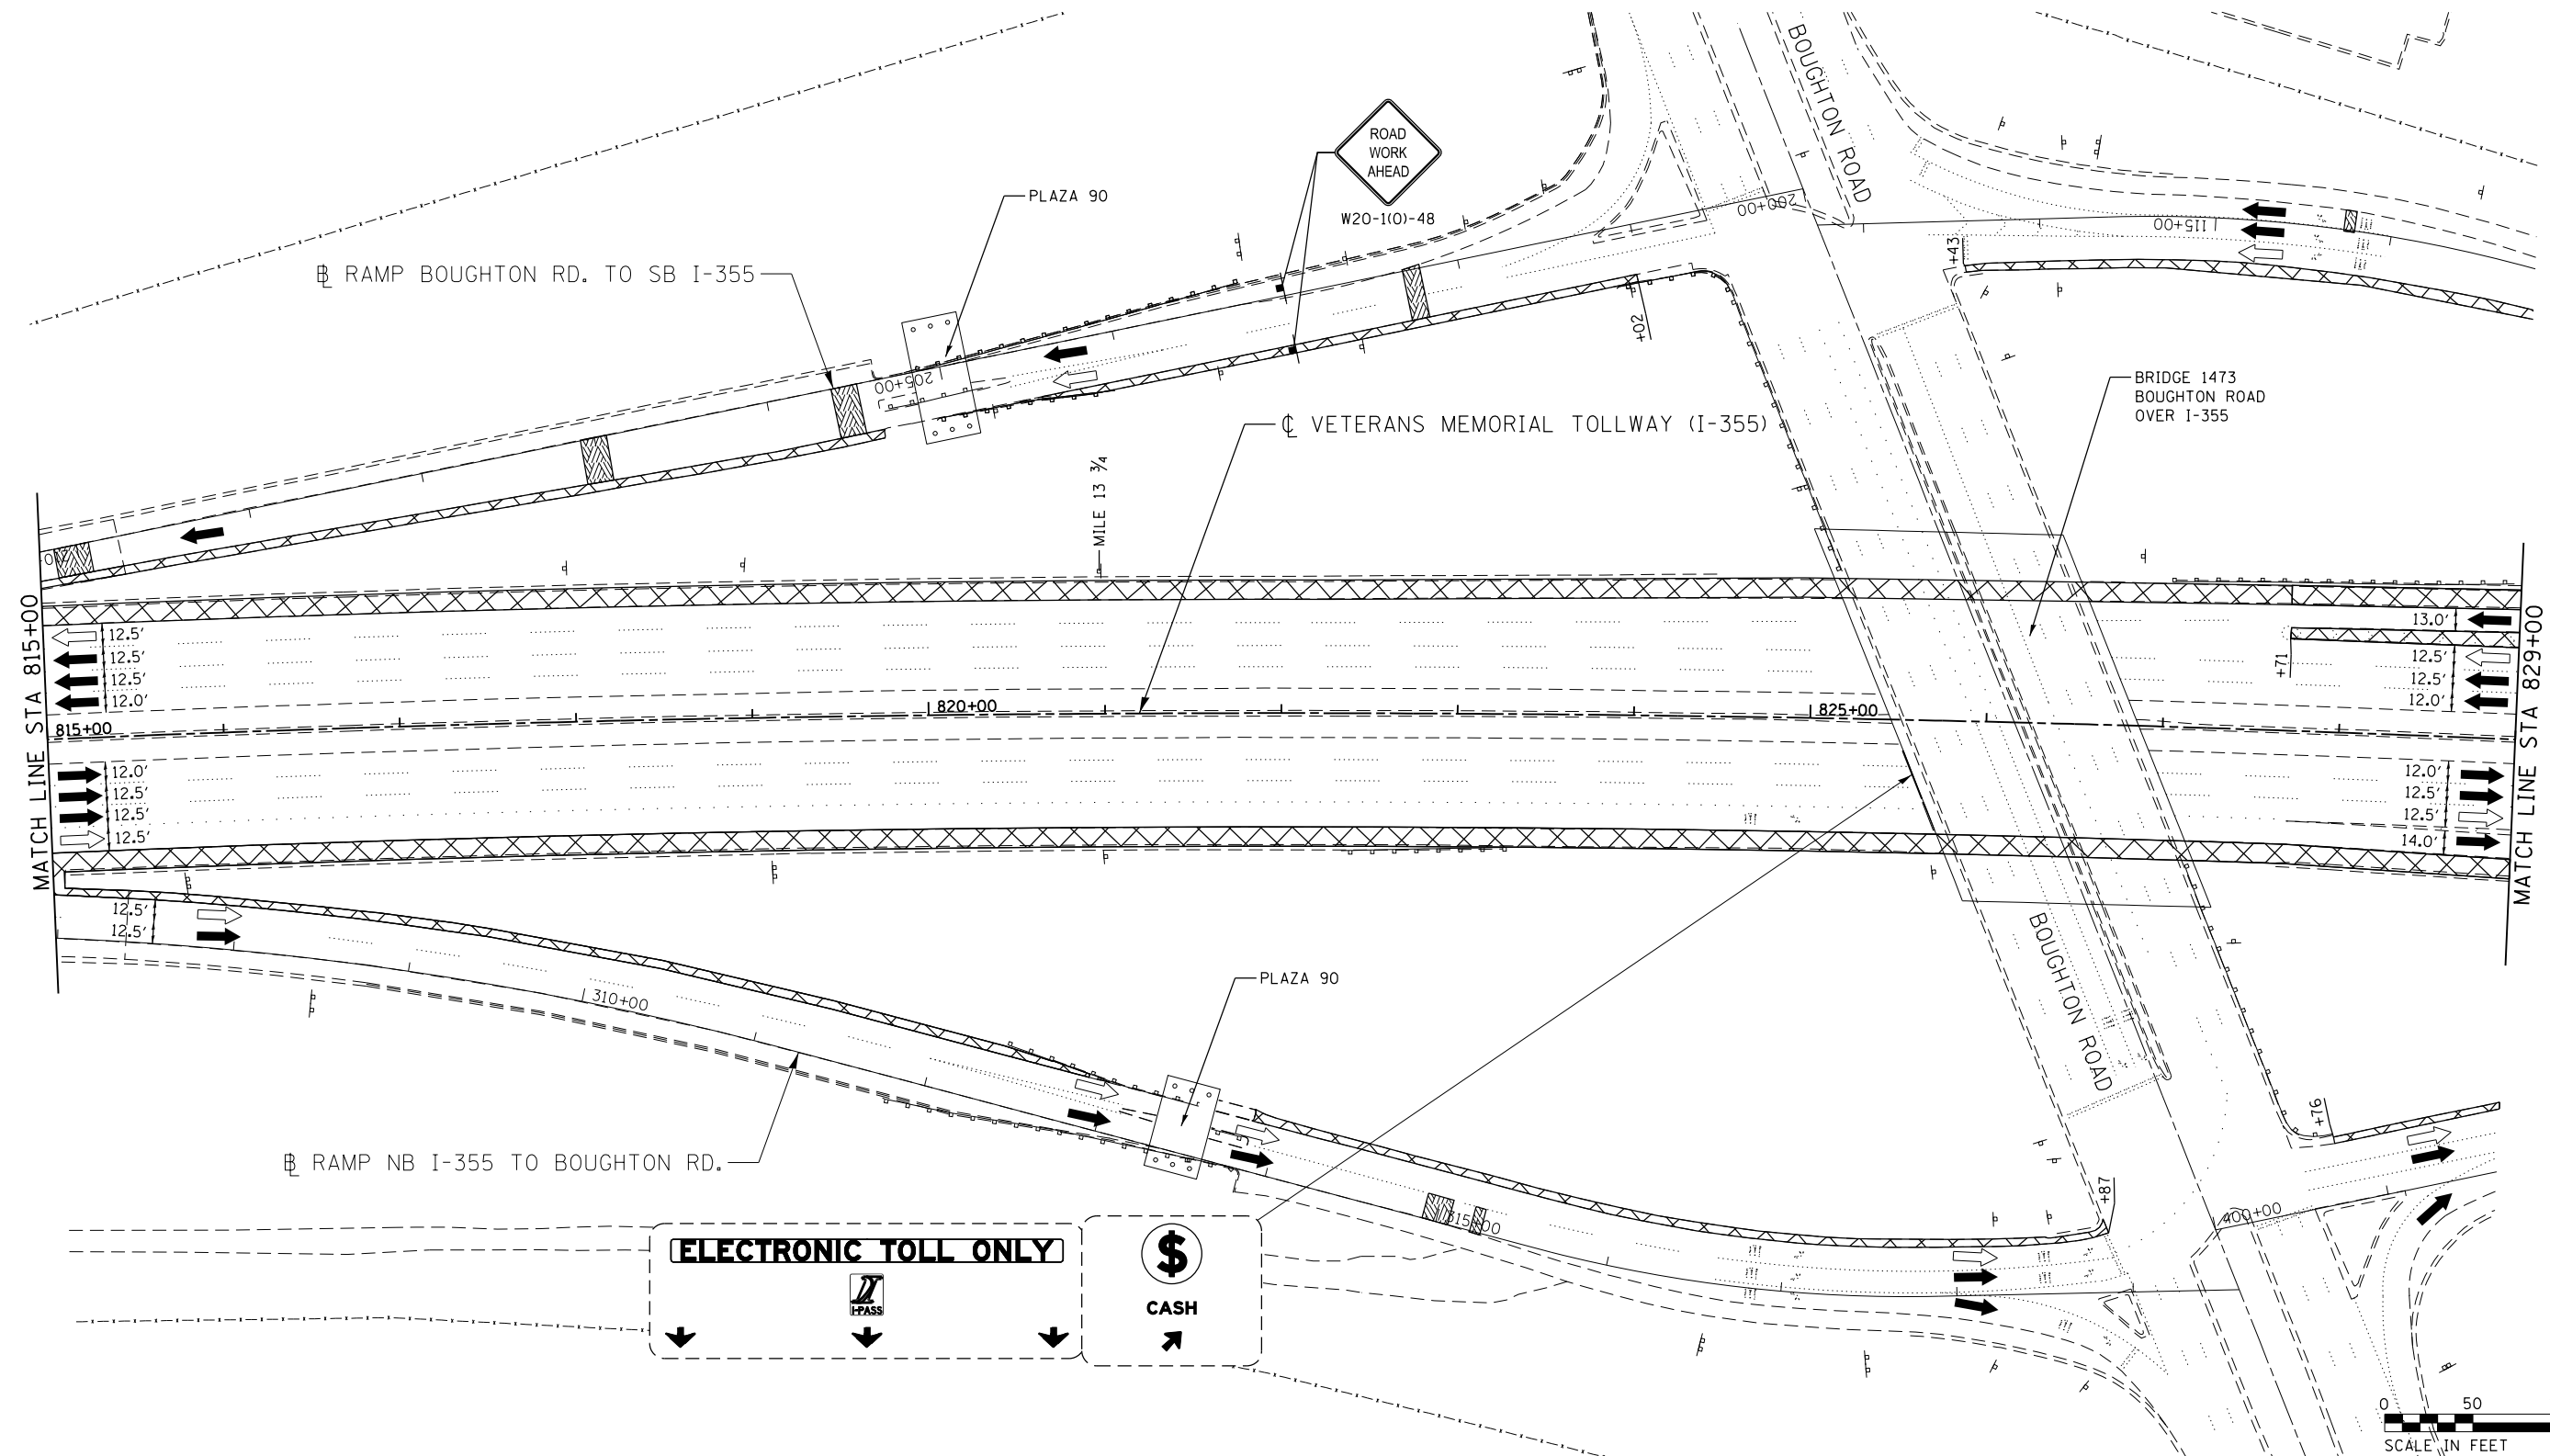 BOUGHTON ROAD
ROAD
WORK
AHEAD
W20-1(O)-48
PLAZA 90
200+00
115+00
+43
℄ RAMP BOUGHTON RD. TO SB I-355
+02
205+00
BRIDGE 1473
BOUGHTON ROAD
OVER I-355
℄ VETERANS MEMORIAL TOLLWAY (I-355)
MILE 13 ¾
MATCH LINE STA 815+00
12.5'
12.5'
12.5'
12.0'
13.0'
12.5'
12.5'
12.0'
+71
MATCH LINE STA 829+00
815+00
820+00
825+00
12.0'
12.5'
12.5'
12.5'
12.0'
12.5'
12.5'
14.0'
12.5'
12.5'
BOUGHTON ROAD
310+00
PLAZA 90
+76
℄ RAMP NB I-355 TO BOUGHTON RD.
+87
315+00
400+00
ELECTRONIC TOLL ONLY
I-PASS
$
CASH
0 50
SCALE IN FEET